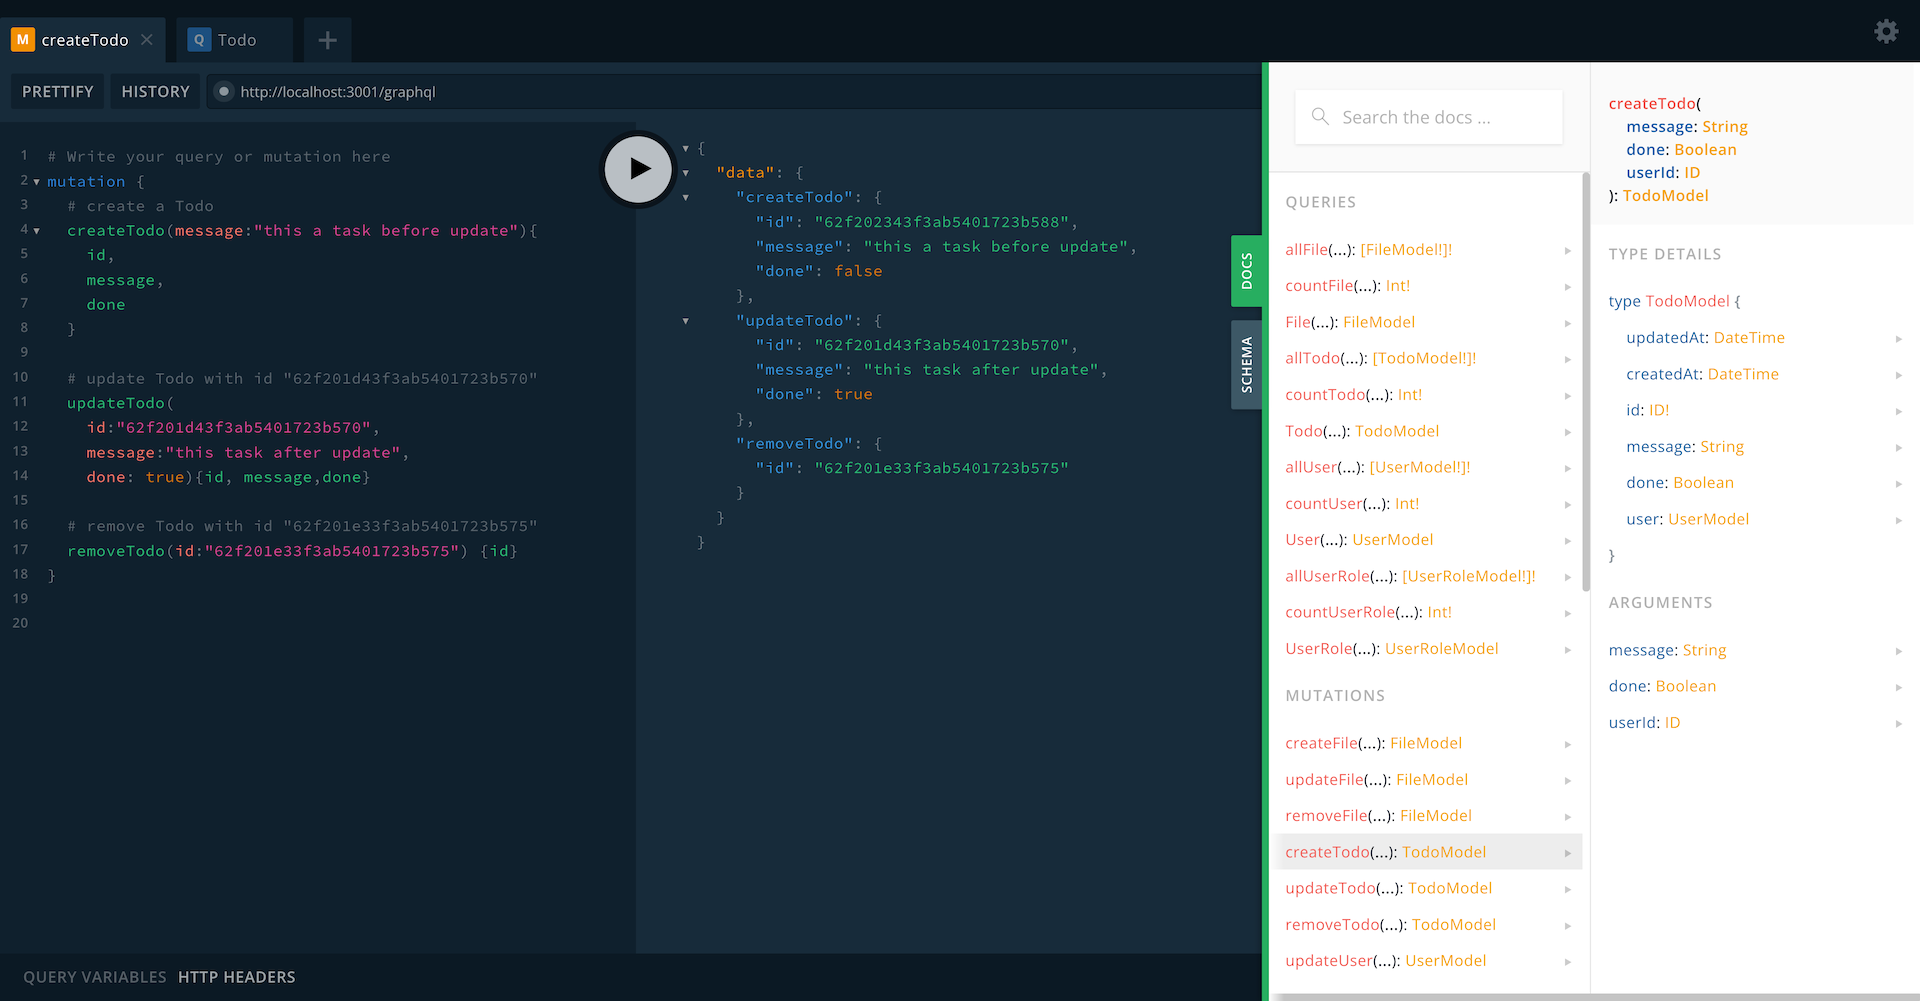 M createTodo
Q Todo
PRETTIFY HISTORY http://localhost:3001/graphql
1 # Write your query or mutation here
2 mutation {
3 # create a Todo
4 createTodo(message:"this a task before update"){
5 id,
6 message,
7 done
8 }
9
10 # update Todo with id "62f201d43f3ab5401723b570"
11 updateTodo(
12 id:"62f201d43f3ab5401723b570",
13 message:"this task after update",
14 done: true){id, message,done}
15
16 # remove Todo with id "62f201e33f3ab5401723b575"
17 removeTodo(id:"62f201e33f3ab5401723b575") {id}
18 }
19
20
{
"data": {
"createTodo": {
"id": "62f202343f3ab5401723b588",
"message": "this a task before update",
"done": false
},
"updateTodo": {
"id": "62f201d43f3ab5401723b570",
"message": "this task after update",
"done": true
},
"removeTodo": {
"id": "62f201e33f3ab5401723b575"
}
}
}
DOCS
SCHEMA
Search the docs ...
QUERIES
allFile(...): [FileModel!]!
countFile(...): Int!
File(...): FileModel
allTodo(...): [TodoModel!]!
countTodo(...): Int!
Todo(...): TodoModel
allUser(...): [UserModel!]!
countUser(...): Int!
User(...): UserModel
allUserRole(...): [UserRoleModel!]!
countUserRole(...): Int!
UserRole(...): UserRoleModel
MUTATIONS
createFile(...): FileModel
updateFile(...): FileModel
removeFile(...): FileModel
createTodo(...): TodoModel
updateTodo(...): TodoModel
removeTodo(...): TodoModel
updateUser(...): UserModel
createTodo(
message: String
done: Boolean
userId: ID
): TodoModel
TYPE DETAILS
type TodoModel {
updatedAt: DateTime
createdAt: DateTime
id: ID!
message: String
done: Boolean
user: UserModel
}
ARGUMENTS
message: String
done: Boolean
userId: ID
QUERY VARIABLES HTTP HEADERS